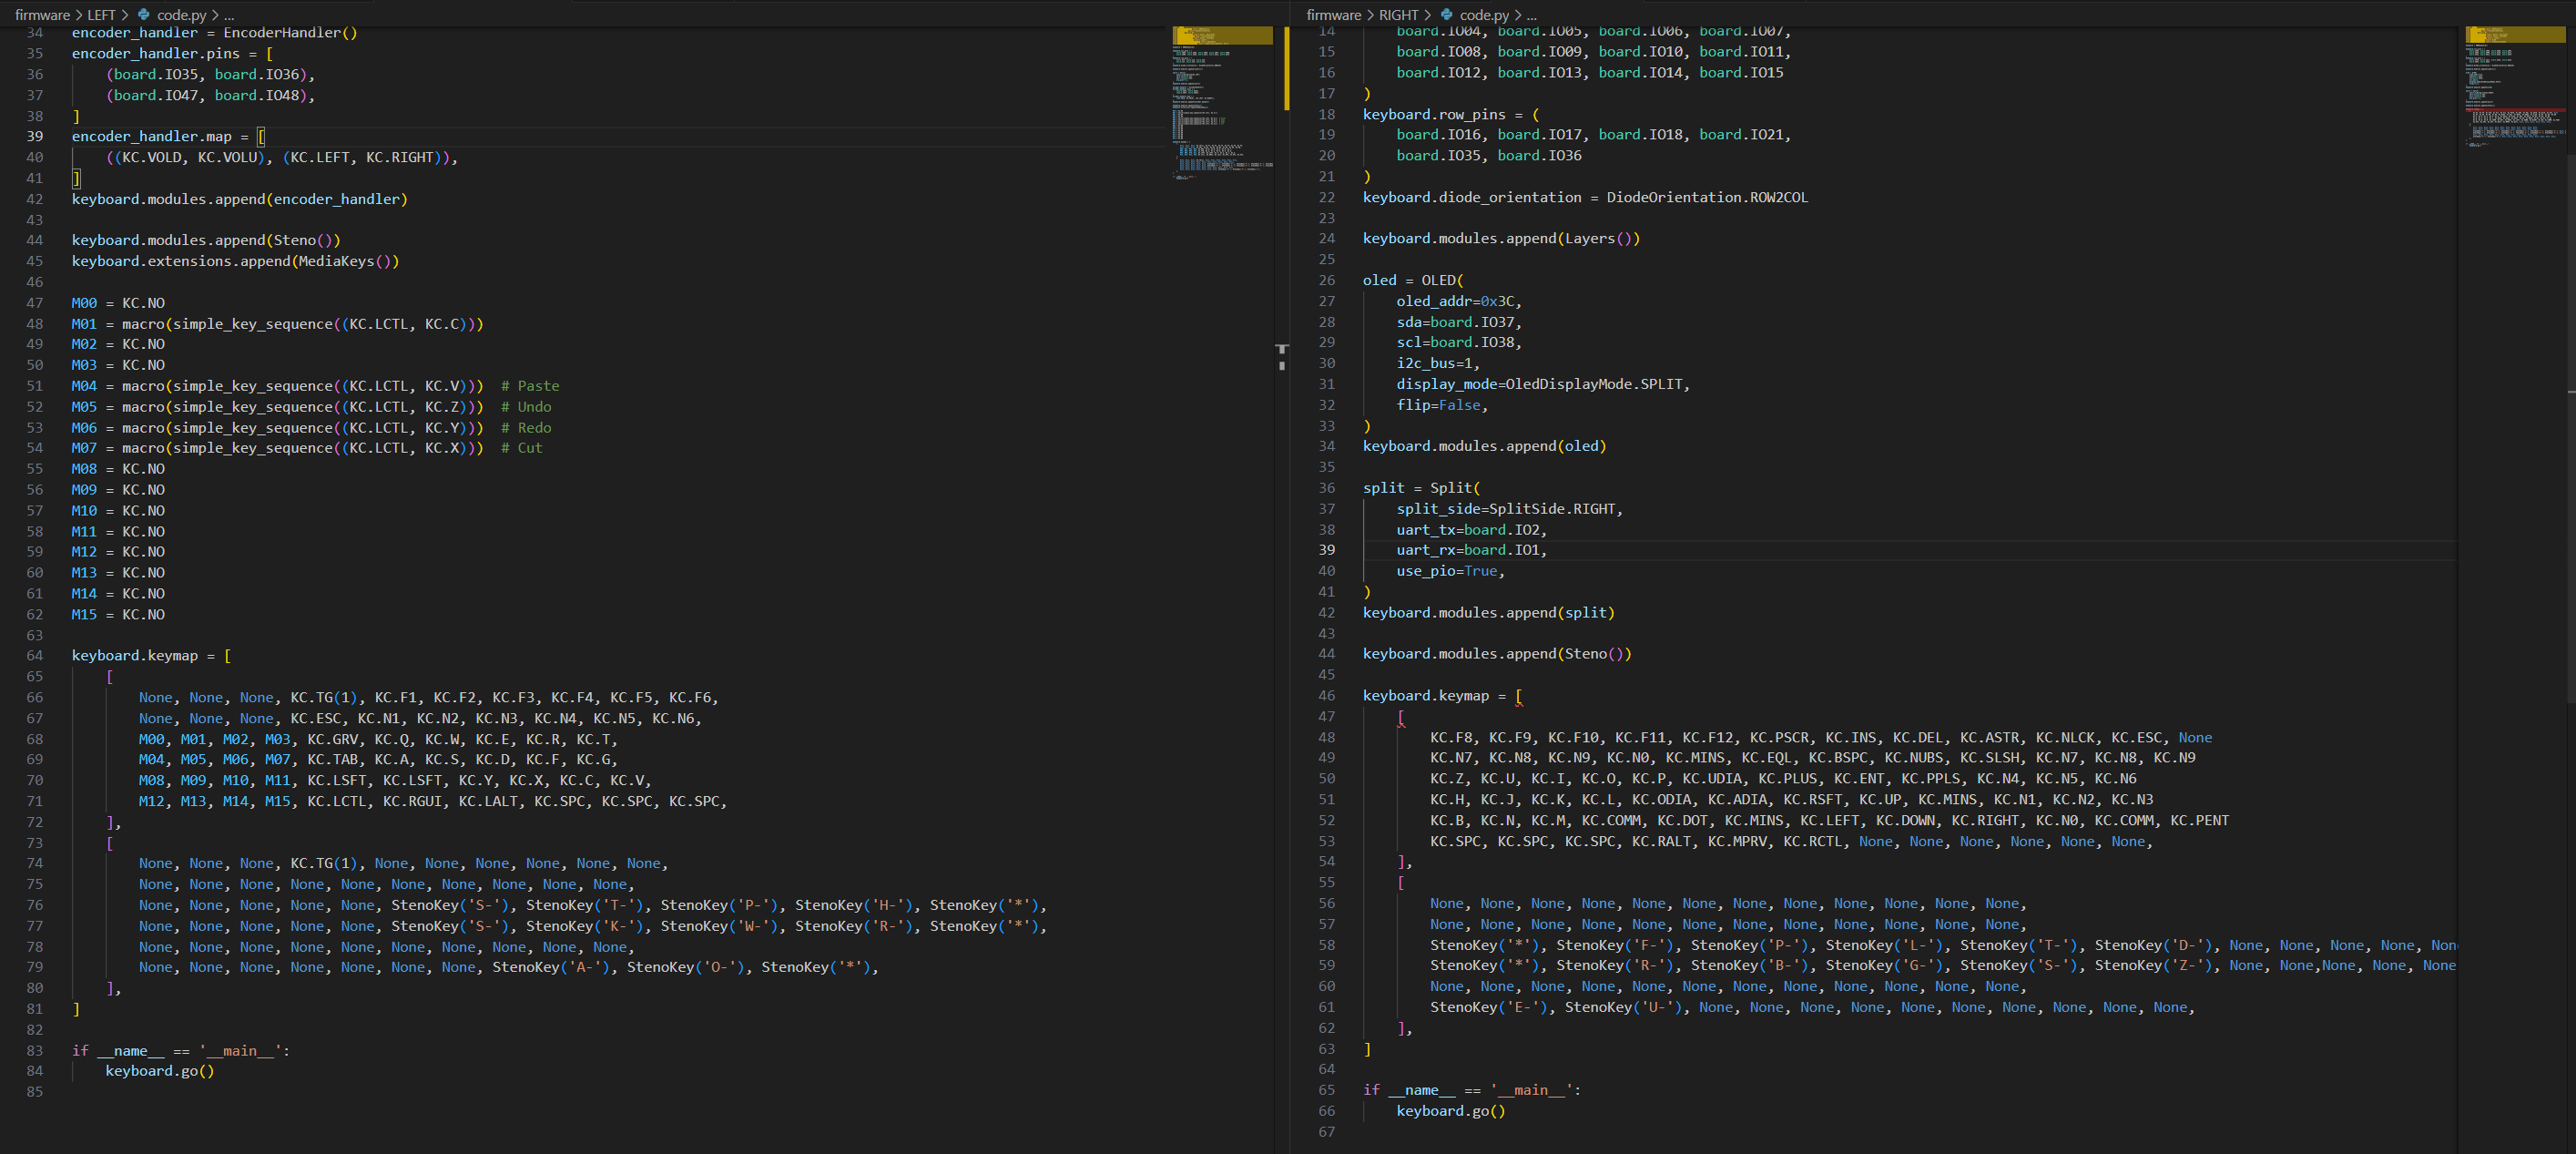 firmware > LEFT > code.py > ...
34 encoder_handler = EncoderHandler()
35 encoder_handler.pins = [
36     (board.IO35, board.IO36),
37     (board.IO47, board.IO48),
38 ]
39 encoder_handler.map = [
40     ((KC.VOLD, KC.VOLU), (KC.LEFT, KC.RIGHT)),
41 ]
42 keyboard.modules.append(encoder_handler)
43
44 keyboard.modules.append(Steno())
45 keyboard.extensions.append(MediaKeys())
46
47 M00 = KC.NO
48 M01 = macro(simple_key_sequence((KC.LCTL, KC.C)))
49 M02 = KC.NO
50 M03 = KC.NO
51 M04 = macro(simple_key_sequence((KC.LCTL, KC.V)))  # Paste
52 M05 = macro(simple_key_sequence((KC.LCTL, KC.Z)))  # Undo
53 M06 = macro(simple_key_sequence((KC.LCTL, KC.Y)))  # Redo
54 M07 = macro(simple_key_sequence((KC.LCTL, KC.X)))  # Cut
55 M08 = KC.NO
56 M09 = KC.NO
57 M10 = KC.NO
58 M11 = KC.NO
59 M12 = KC.NO
60 M13 = KC.NO
61 M14 = KC.NO
62 M15 = KC.NO
63
64 keyboard.keymap = [
65     [
66         None, None, None, KC.TG(1), KC.F1, KC.F2, KC.F3, KC.F4, KC.F5, KC.F6,
67         None, None, None, KC.ESC, KC.N1, KC.N2, KC.N3, KC.N4, KC.N5, KC.N6,
68         M00, M01, M02, M03, KC.GRV, KC.Q, KC.W, KC.E, KC.R, KC.T,
69         M04, M05, M06, M07, KC.TAB, KC.A, KC.S, KC.D, KC.F, KC.G,
70         M08, M09, M10, M11, KC.LSFT, KC.LSFT, KC.Y, KC.X, KC.C, KC.V,
71         M12, M13, M14, M15, KC.LCTL, KC.RGUI, KC.LALT, KC.SPC, KC.SPC, KC.SPC,
72     ],
73     [
74         None, None, None, KC.TG(1), None, None, None, None, None, None,
75         None, None, None, None, None, None, None, None, None, None,
76         None, None, None, None, None, StenoKey('S-'), StenoKey('T-'), StenoKey('P-'), StenoKey('H-'), StenoKey('*'),
77         None, None, None, None, None, StenoKey('S-'), StenoKey('K-'), StenoKey('W-'), StenoKey('R-'), StenoKey('*'),
78         None, None, None, None, None, None, None, None, None, None,
79         None, None, None, None, None, None, None, StenoKey('A-'), StenoKey('O-'), StenoKey('*'),
80     ],
81 ]
82
83 if __name__ == '__main__':
84     keyboard.go()
85
firmware > RIGHT > code.py > ...
14     board.IO04, board.IO05, board.IO06, board.IO07,
15     board.IO08, board.IO09, board.IO10, board.IO11,
16     board.IO12, board.IO13, board.IO14, board.IO15
17 )
18 keyboard.row_pins = (
19     board.IO16, board.IO17, board.IO18, board.IO21,
20     board.IO35, board.IO36
21 )
22 keyboard.diode_orientation = DiodeOrientation.ROW2COL
23
24 keyboard.modules.append(Layers())
25
26 oled = OLED(
27     oled_addr=0x3C,
28     sda=board.IO37,
29     scl=board.IO38,
30     i2c_bus=1,
31     display_mode=OledDisplayMode.SPLIT,
32     flip=False,
33 )
34 keyboard.modules.append(oled)
35
36 split = Split(
37     split_side=SplitSide.RIGHT,
38     uart_tx=board.IO2,
39     uart_rx=board.IO1,
40     use_pio=True,
41 )
42 keyboard.modules.append(split)
43
44 keyboard.modules.append(Steno())
45
46 keyboard.keymap = [
47     [
48         KC.F8, KC.F9, KC.F10, KC.F11, KC.F12, KC.PSCR, KC.INS, KC.DEL, KC.ASTR, KC.NLCK, KC.ESC, None
49         KC.N7, KC.N8, KC.N9, KC.N0, KC.MINS, KC.EQL, KC.BSPC, KC.NUBS, KC.SLSH, KC.N7, KC.N8, KC.N9
50         KC.Z, KC.U, KC.I, KC.O, KC.P, KC.UDIA, KC.PLUS, KC.ENT, KC.PPLS, KC.N4, KC.N5, KC.N6
51         KC.H, KC.J, KC.K, KC.L, KC.ODIA, KC.ADIA, KC.RSFT, KC.UP, KC.MINS, KC.N1, KC.N2, KC.N3
52         KC.B, KC.N, KC.M, KC.COMM, KC.DOT, KC.MINS, KC.LEFT, KC.DOWN, KC.RIGHT, KC.N0, KC.COMM, KC.PENT
53         KC.SPC, KC.SPC, KC.SPC, KC.RALT, KC.MPRV, KC.RCTL, None, None, None, None, None, None,
54     ],
55     [
56         None, None, None, None, None, None, None, None, None, None, None, None,
57         None, None, None, None, None, None, None, None, None, None, None, None,
58         StenoKey('*'), StenoKey('F-'), StenoKey('P-'), StenoKey('L-'), StenoKey('T-'), StenoKey('D-'), None, None, None, None, Non
59         StenoKey('*'), StenoKey('R-'), StenoKey('B-'), StenoKey('G-'), StenoKey('S-'), StenoKey('Z-'), None, None,None, None, None
60         None, None, None, None, None, None, None, None, None, None, None, None,
61         StenoKey('E-'), StenoKey('U-'), None, None, None, None, None, None, None, None, None, None,
62     ],
63 ]
64
65 if __name__ == '__main__':
66     keyboard.go()
67